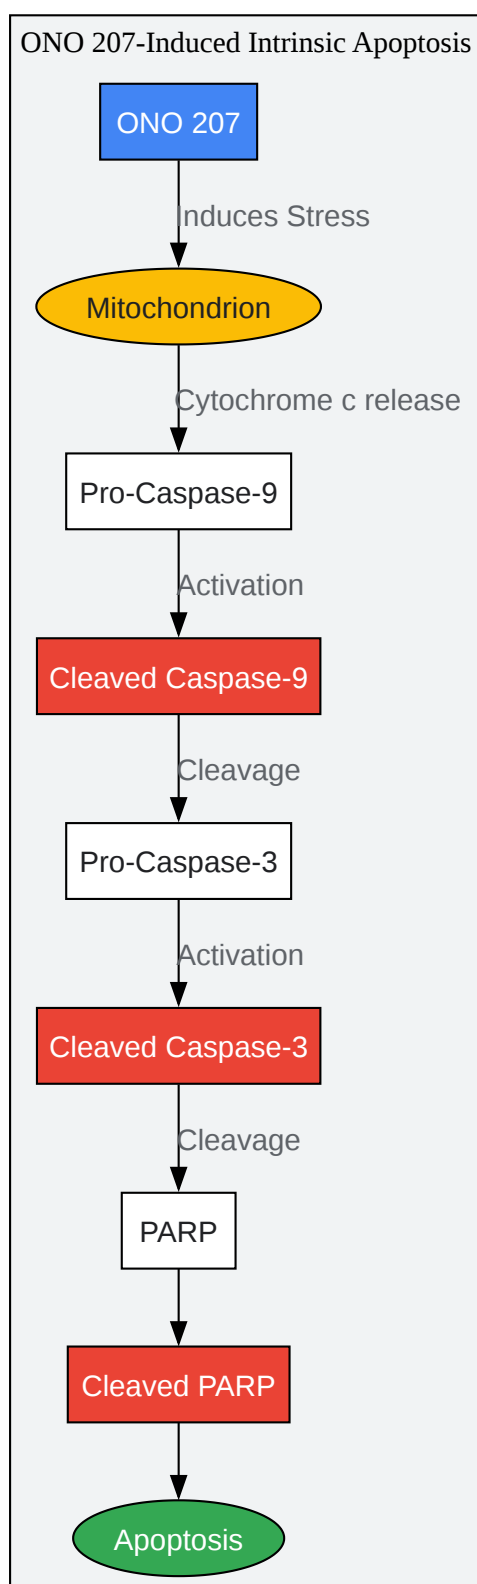 ONO 207-Induced Intrinsic Apoptosis
ONO 207
Induces Stress
Mitochondrion
Cytochrome c release
Pro-Caspase-9
Activation
Cleaved Caspase-9
Cleavage
Pro-Caspase-3
Activation
Cleaved Caspase-3
Cleavage
PARP
Cleaved PARP
Apoptosis